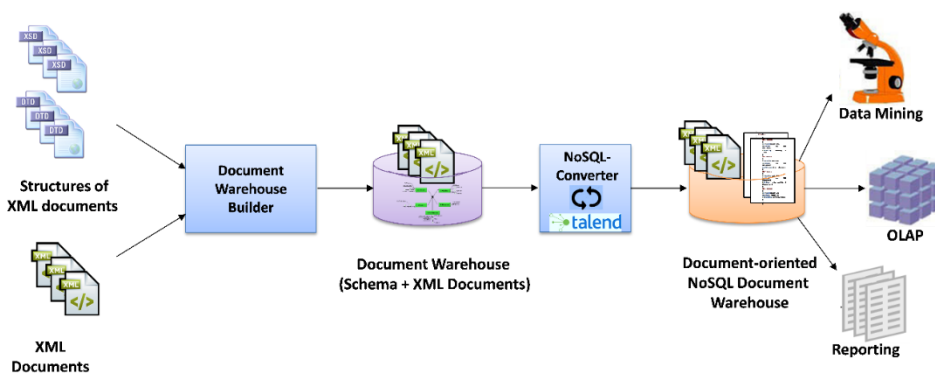 XSD
XSD
XSD
DTD
DTD
DTD
Structures of
XML documents
XML
XML
XML
</>
XML
Documents
Document
Warehouse
Builder
XML
</>
Document Warehouse
(Schema + XML Documents)
NoSQL-
Converter
talend
XML
</>
Document-oriented
NoSQL Document
Warehouse
Data Mining
OLAP
Reporting